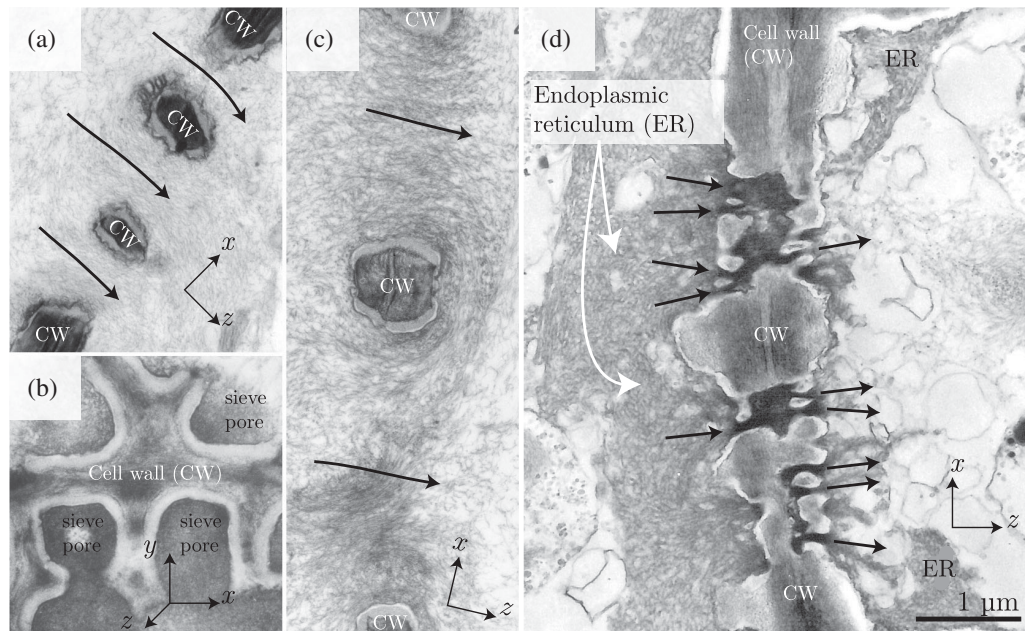 (a)
CW
CW
CW
CW
x
z
(b)
sieve
pore
Cell wall (CW)
sieve
pore
sieve
pore
y
x
z
(c)
CW
CW
CW
x
z
(d)
Cell wall
(CW)
ER
Endoplasmic
reticulum (ER)
CW
x
z
ER
CW
1 μm